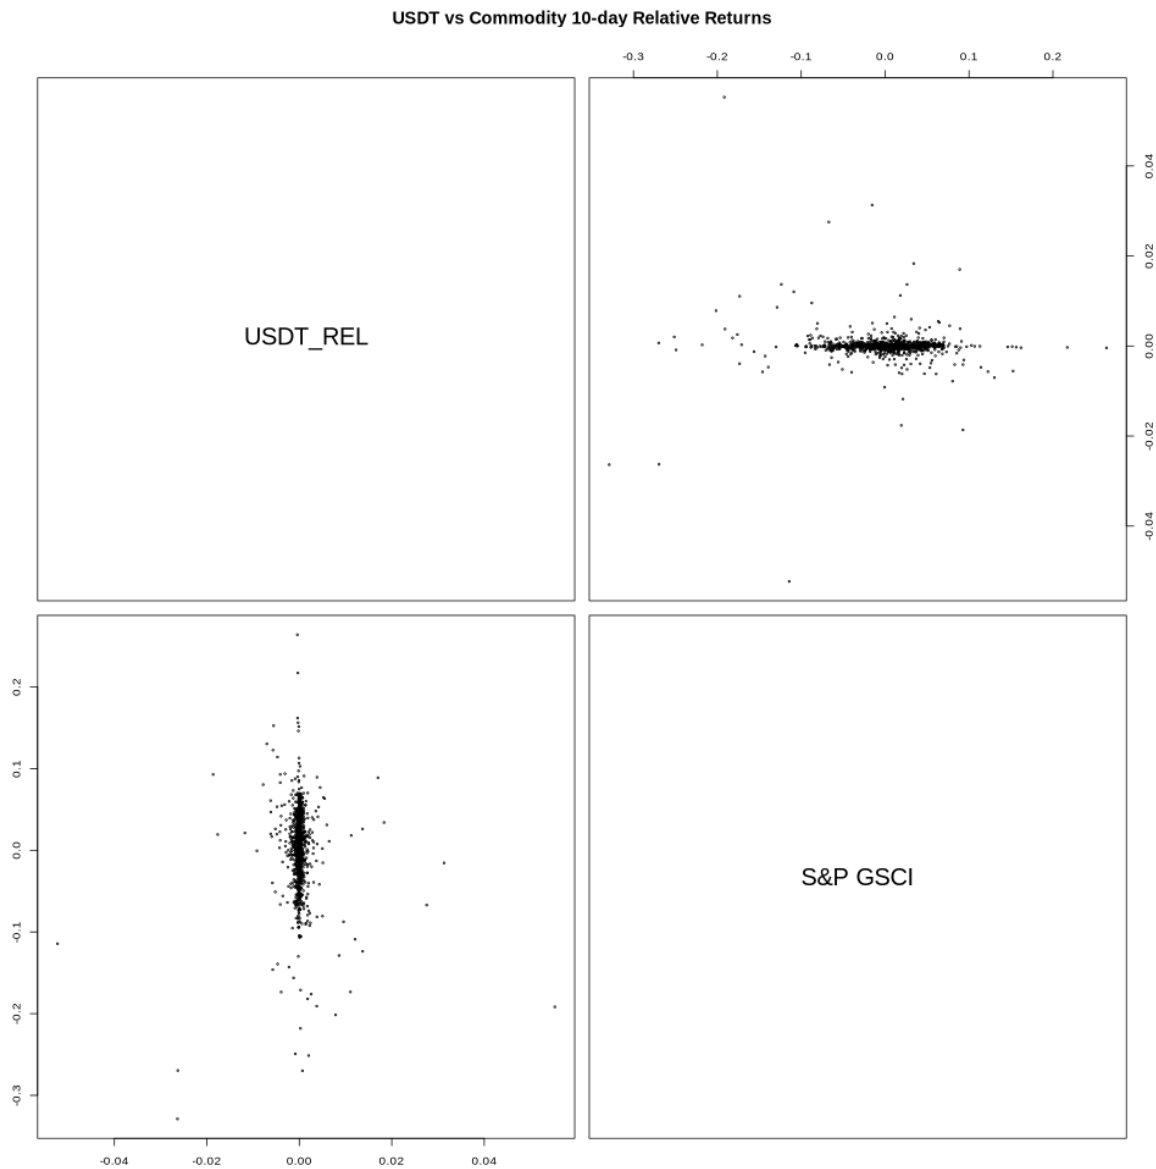 USDT vs Commodity 10-day Relative Returns
-0.3 -0.2 -0.1 0.0 0.1 0.2
0.04
0.02
USDT_REL
0.00
-0.02
-0.04
0.2
0.1
0.0
S&P GSCI
-0.1
-0.2
-0.3
-0.04 -0.02 0.00 0.02 0.04